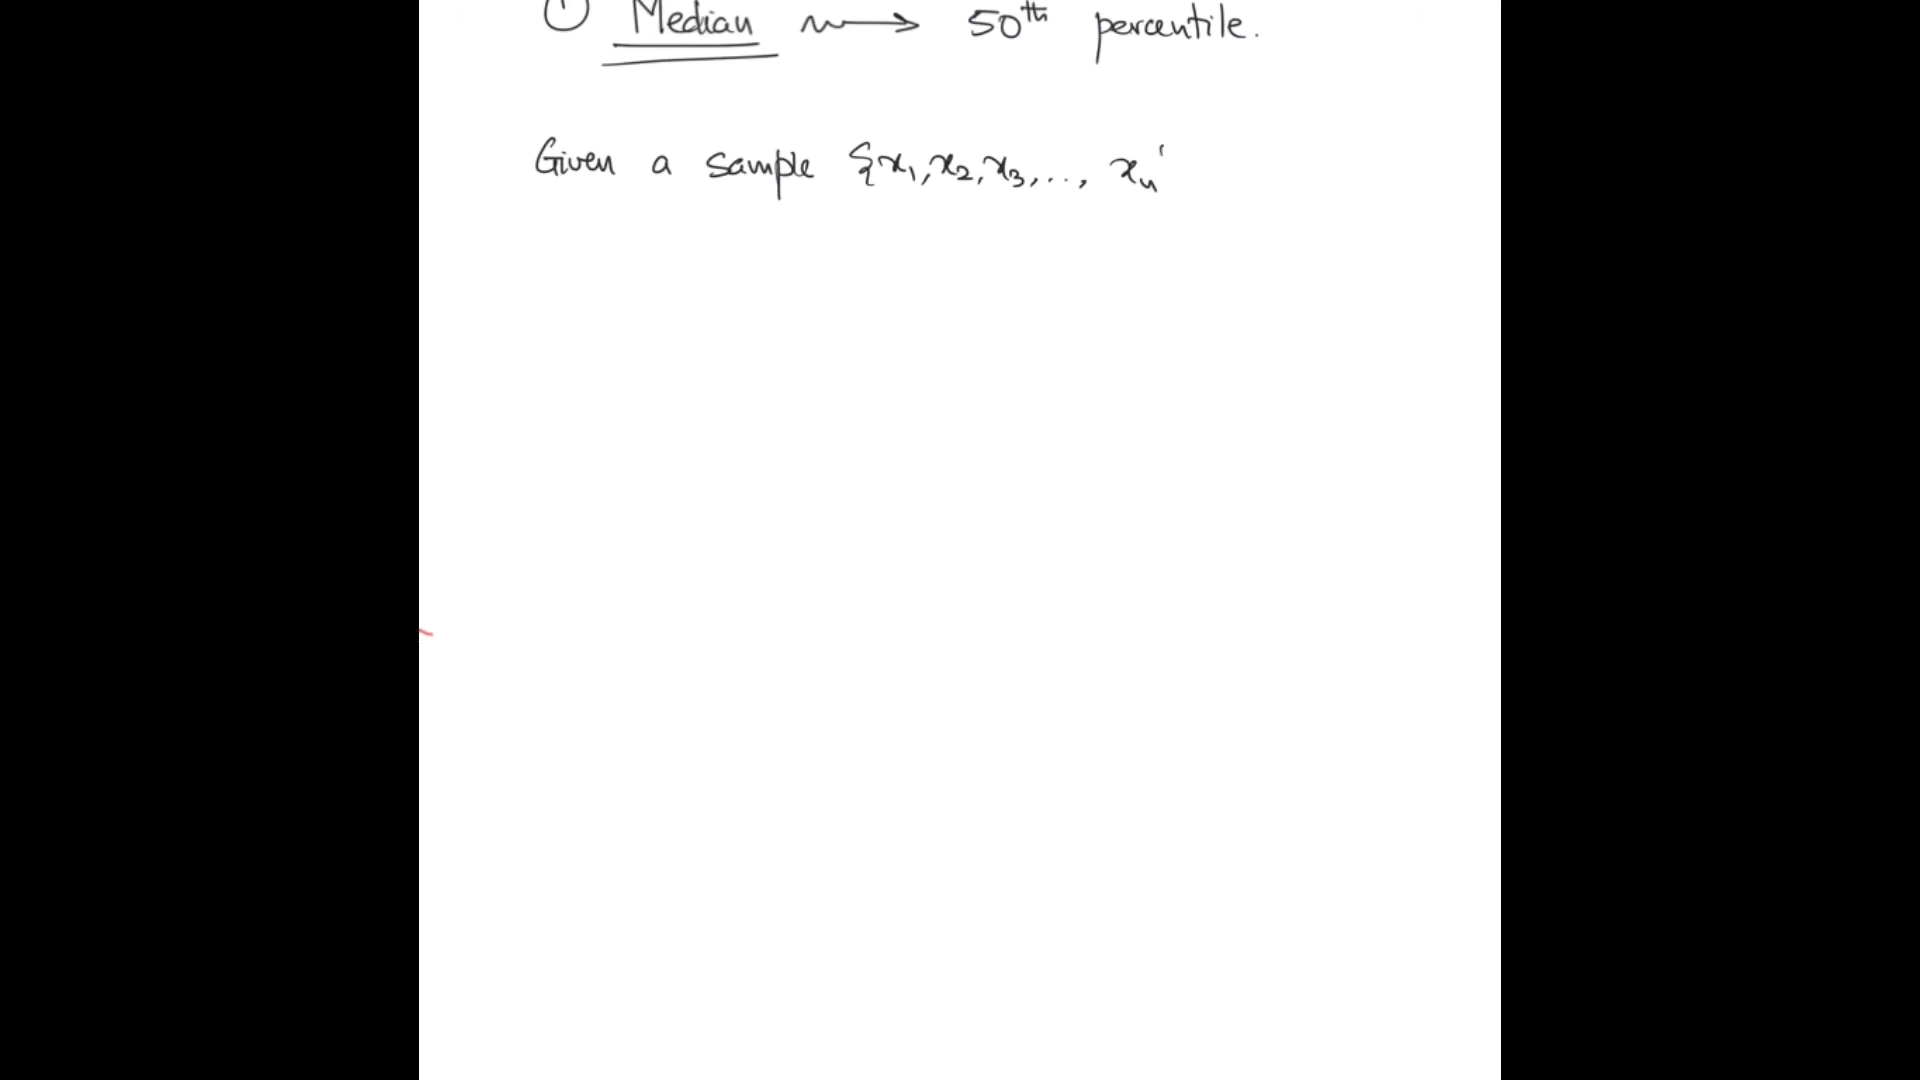 ① Median ⟿ 50th percentile.
Given a sample {x₁, x₂, x₃, ..., xₙ